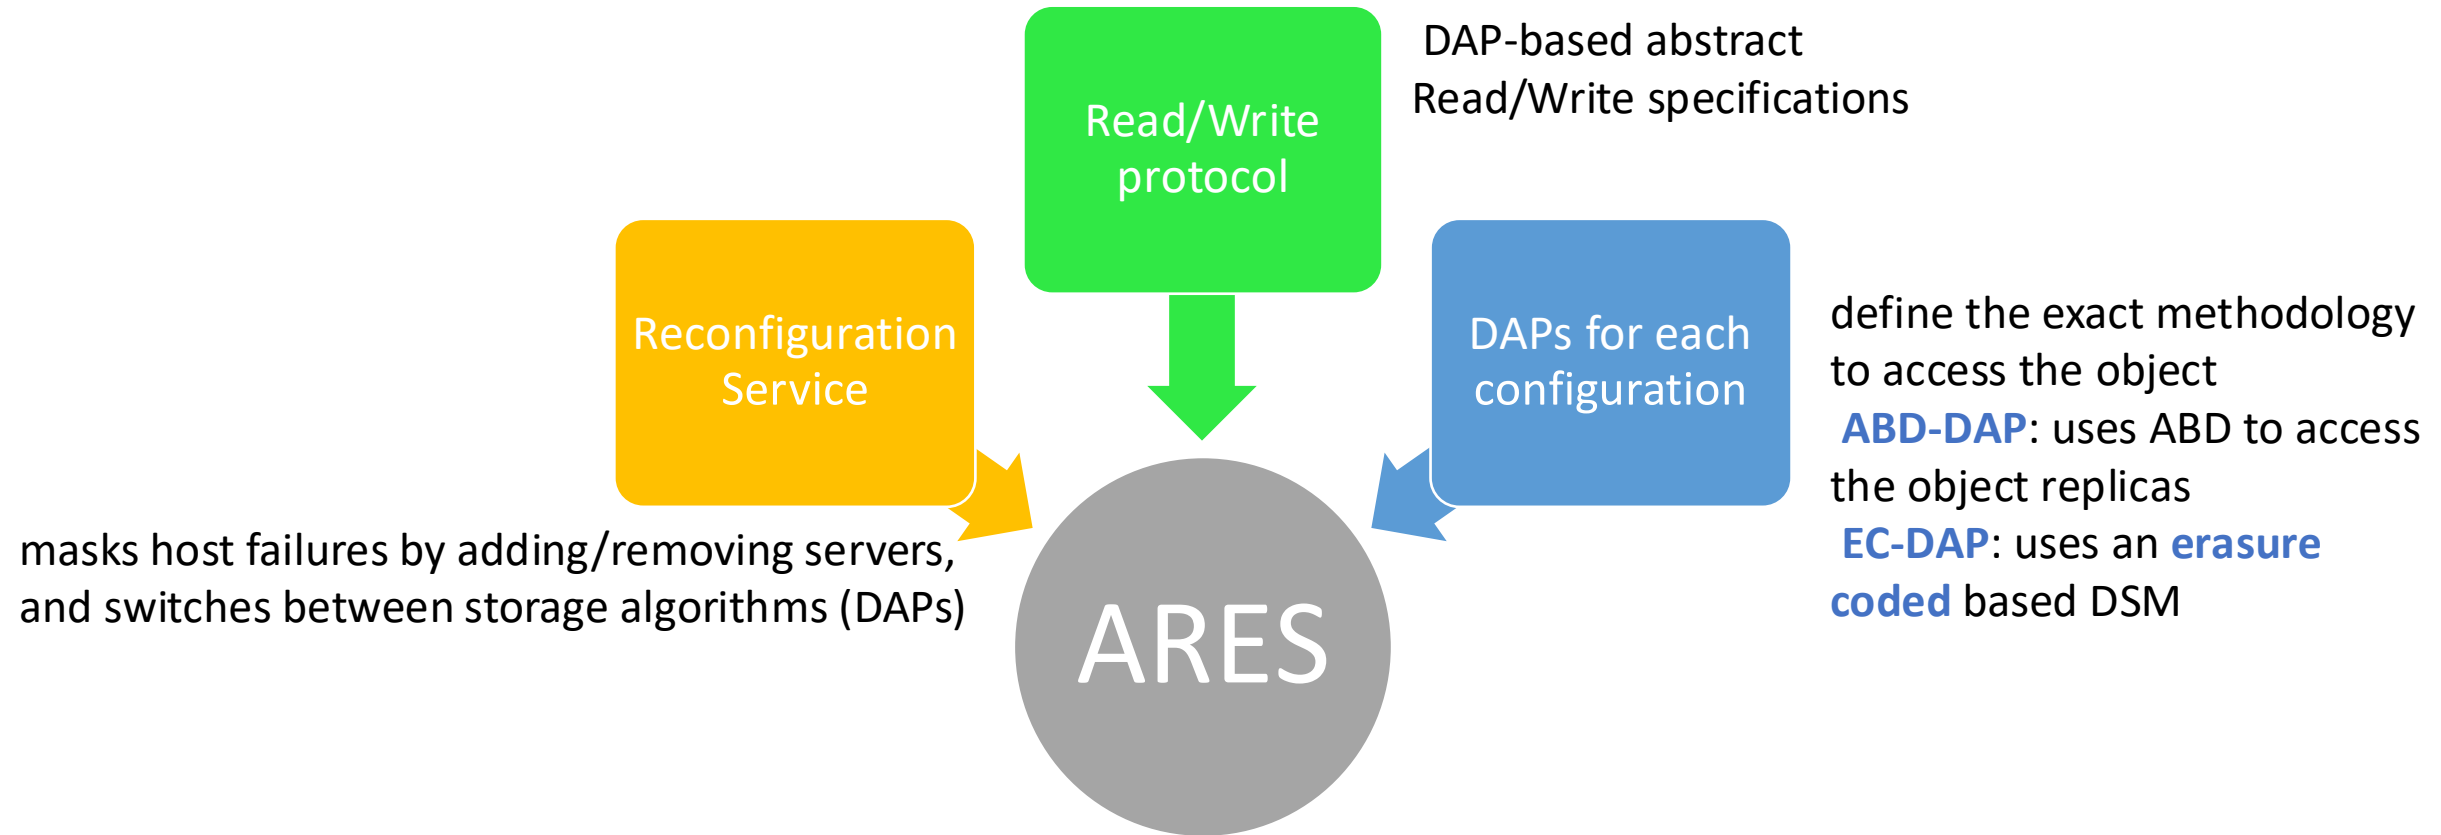 DAP-based abstract
Read/Write specifications
Read/Write
protocol
Reconfiguration
Service
DAPs for each
configuration
define the exact methodology
to access the object
ABD-DAP: uses ABD to access
the object replicas
EC-DAP: uses an erasure
coded based DSM
masks host failures by adding/removing servers,
and switches between storage algorithms (DAPs)
ARES